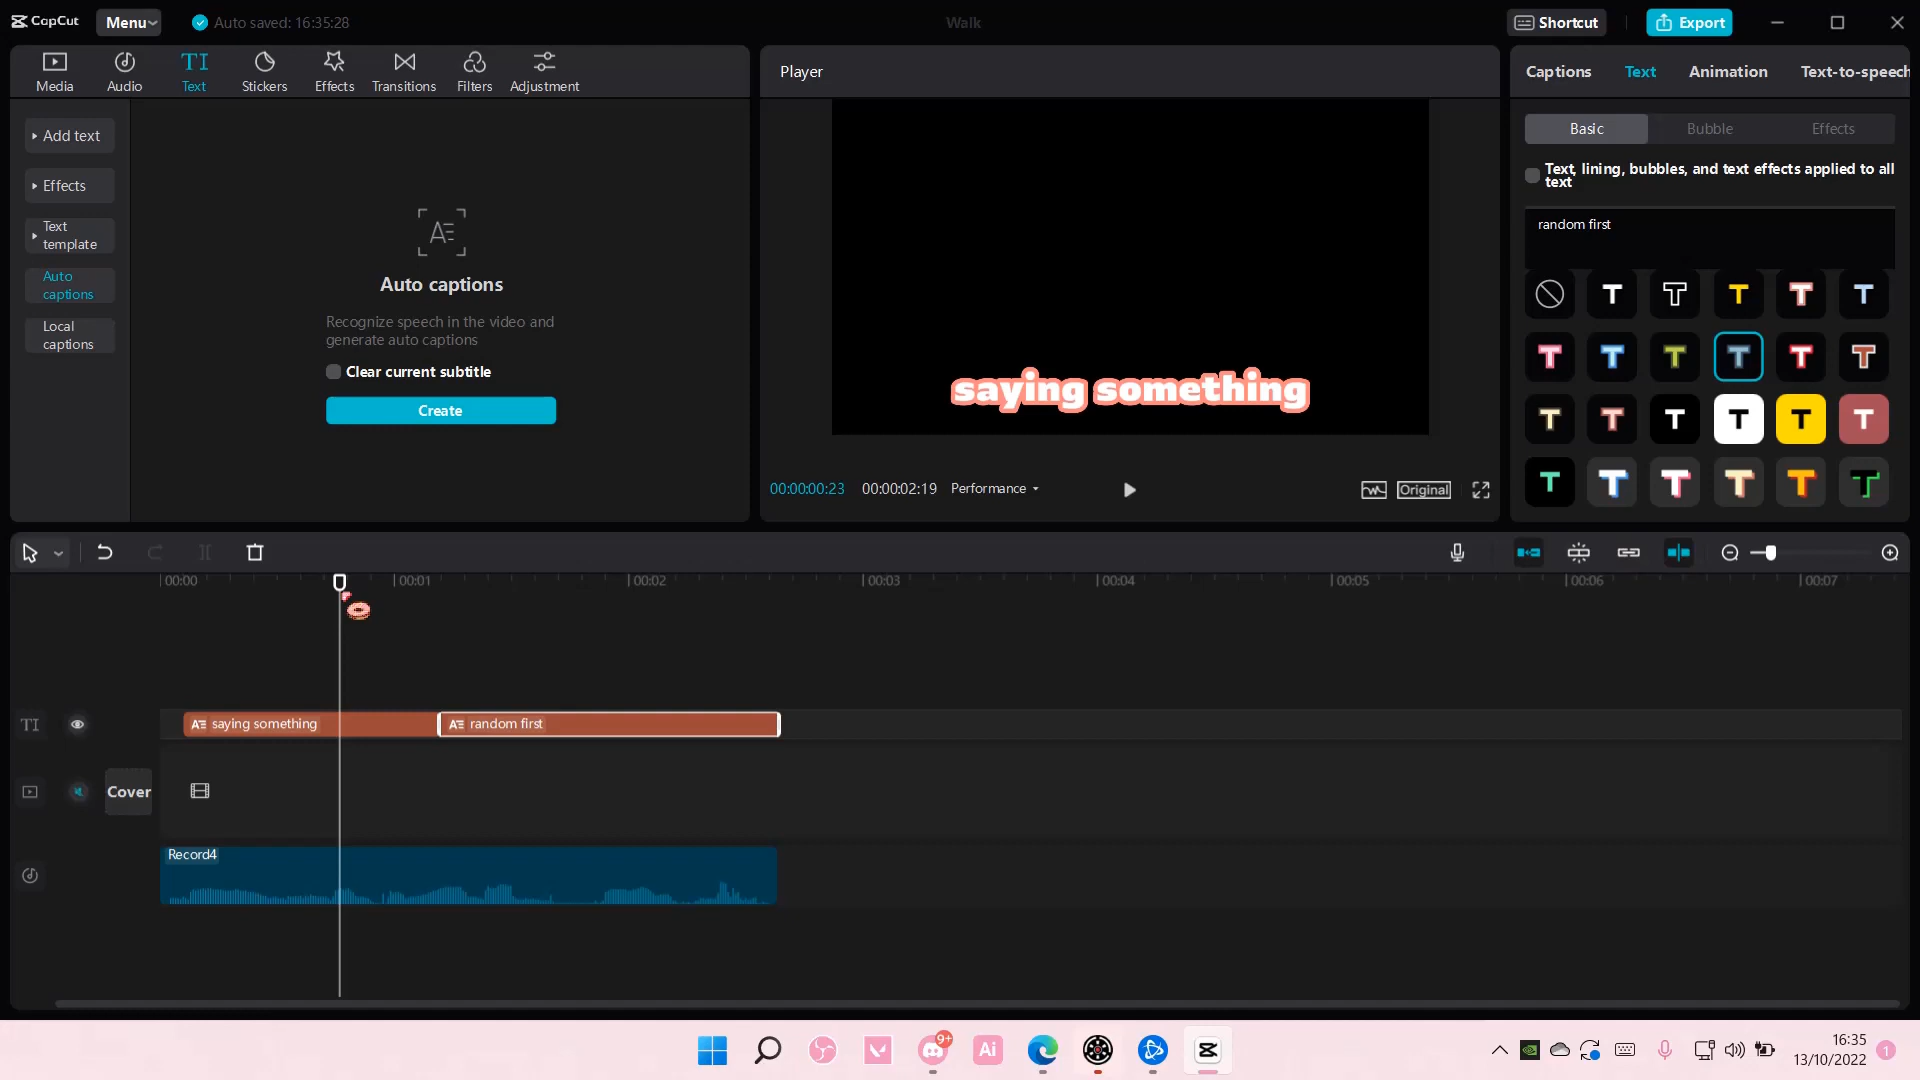 CapCut
Menu
Auto saved: 16:35:28
Walk
Shortcut
Export
Media
Audio
TI
Text
Stickers
Effects
Transitions
Filters
Adjustment
Player
Captions
Text
Animation
Text-to-speech
Add text
Effects
Text
template
Auto
captions
Local
captions
A
Auto captions
Recognize speech in the video and
generate auto captions
Clear current subtitle
Create
saying something
00:00:00:23
00:00:02:19
Performance
Original
Basic
Bubble
Effects
Text, lining, bubbles, and text effects applied to all
text
random first
T T T T T
T T T T T T
T T T T T T
T T T T T T
00:00
00:01
00:02
00:03
00:04
00:05
00:06
00:07
TI
A saying something
A random first
Cover
Record4
9+
Ai
16:35
13/10/2022
1